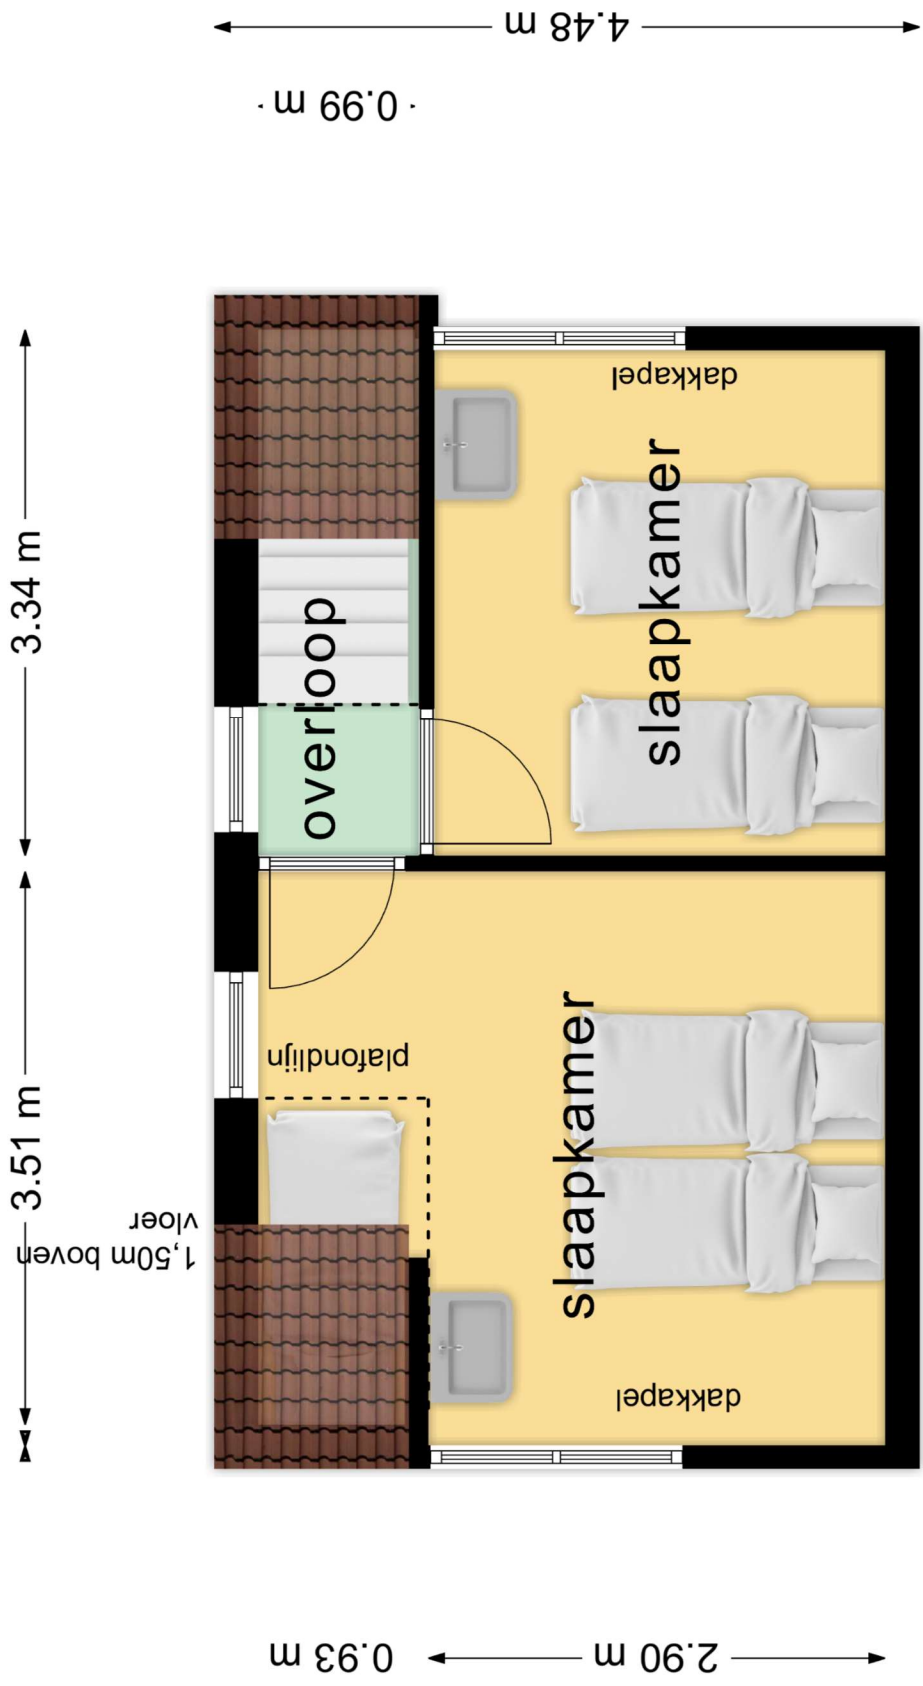 4.48 m
0.99 m
3.34 m
dakkapel
slaapkamer
overloop
3.51 m
plafondlijn
1,50m boven
vloer
slaapkamer
dakkapel
0.93 m
2.90 m